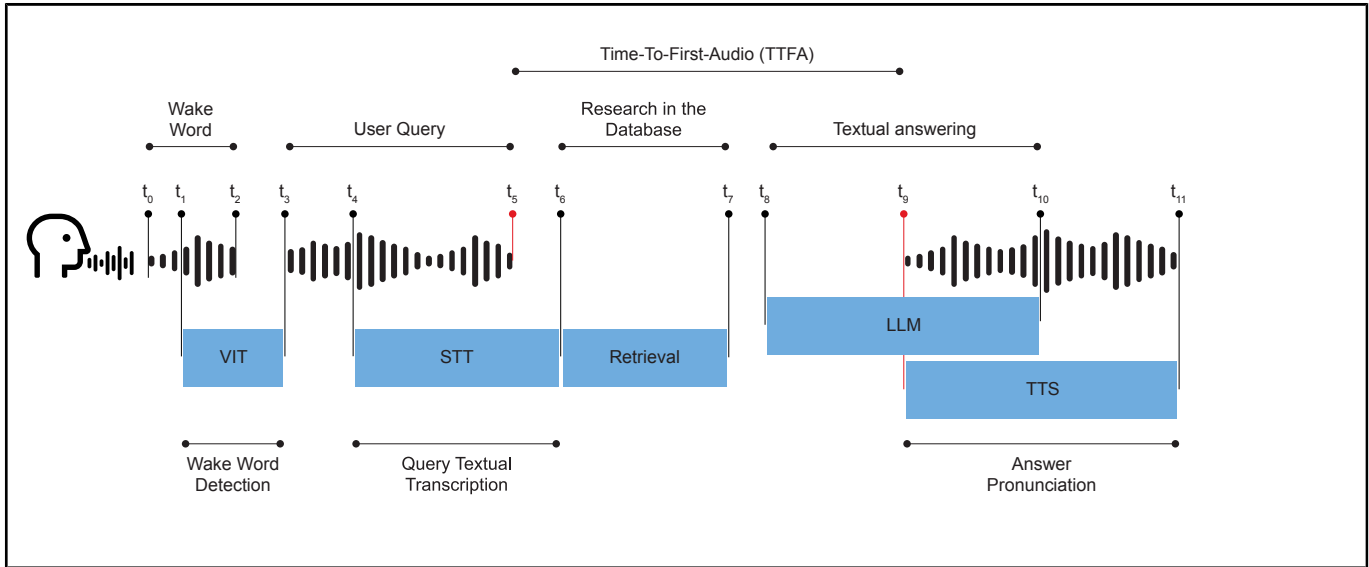 Time-To-First-Audio (TTFA)
Wake
Word
User Query
Research in the
Database
Textual answering
t0 t1 t2 t3 t4 t5 t6 t7 t8 t9 t10 t11
VIT
STT
Retrieval
LLM
TTS
Wake Word
Detection
Query Textual
Transcription
Answer
Pronunciation